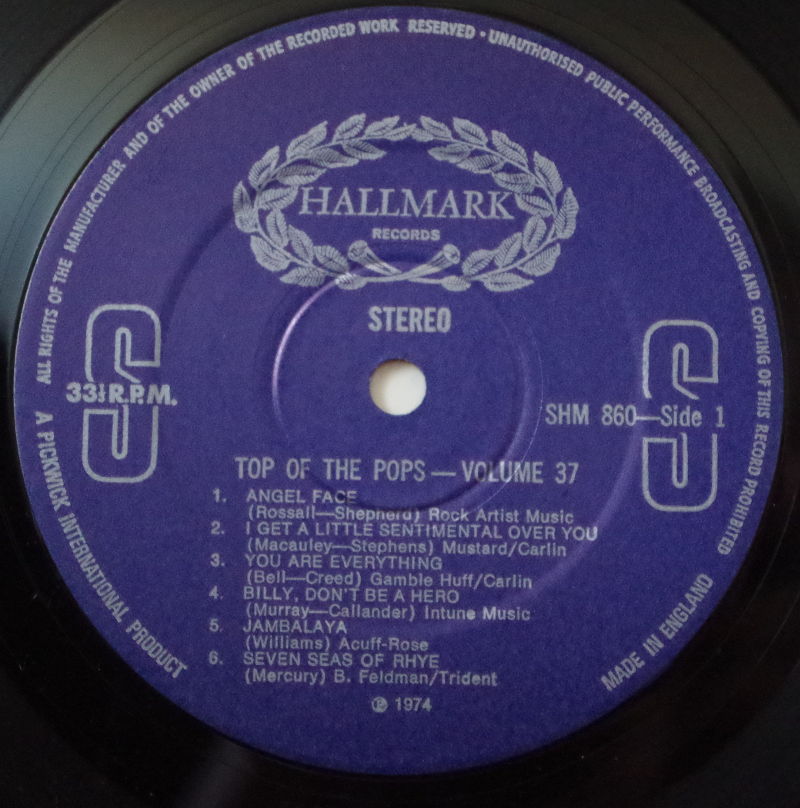 ALL RIGHTS OF THE MANUFACTURER AND OF THE OWNER OF THE RECORDED WORK RESERVED • UNAUTHORISED PUBLIC PERFORMANCE BROADCASTING AND COPYING OF THIS RECORD PROHIBITED
HALLMARK
RECORDS
STEREO
33⅓ R.P.M.
SHM 860—Side 1
TOP OF THE POPS—VOLUME 37
1. ANGEL FACE
(Rossall—Shepherd) Rock Artist Music
2. I GET A LITTLE SENTIMENTAL OVER YOU
(Macauley—Stephens) Mustard/Carlin
3. YOU ARE EVERYTHING
(Bell—Creed) Gamble Huff/Carlin
4. BILLY, DON'T BE A HERO
(Murray—Callander) Intune Music
5. JAMBALAYA
(Williams) Acuff-Rose
6. SEVEN SEAS OF RHYE
(Mercury) B. Feldman/Trident
℗ 1974
A PICKWICK INTERNATIONAL PRODUCT
MADE IN ENGLAND